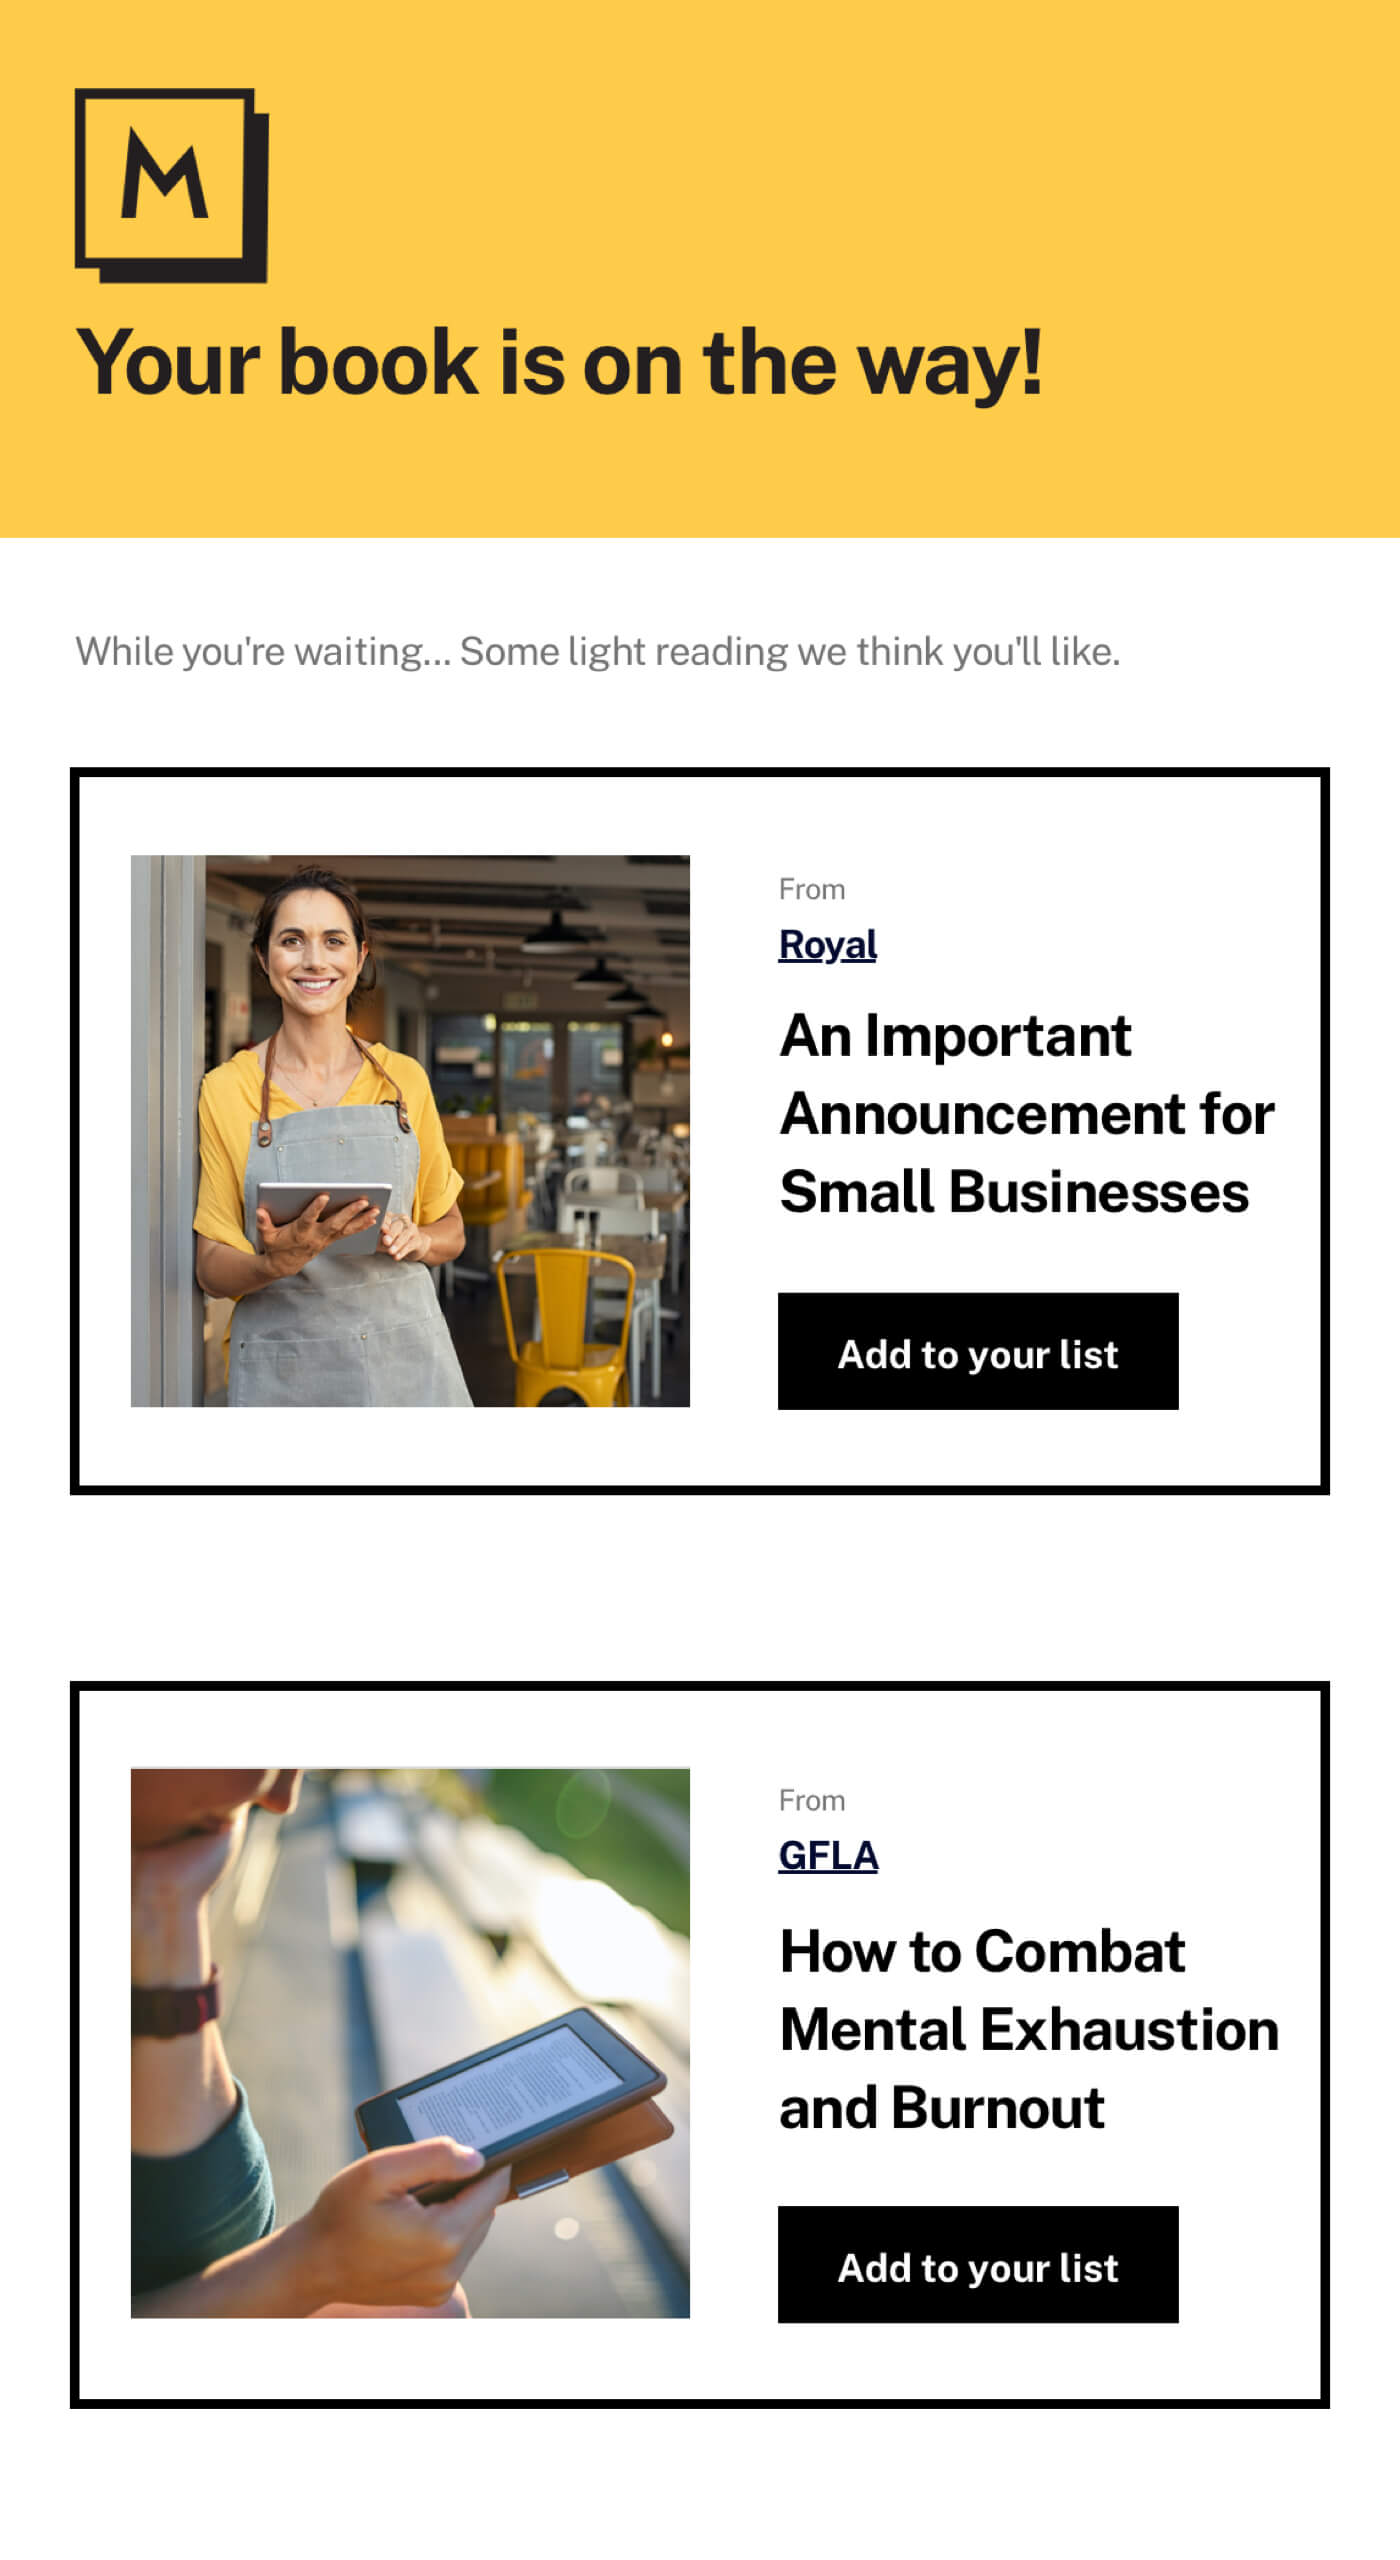 M
Your book is on the way!
While you're waiting... Some light reading we think you'll like.
From
Royal
An Important
Announcement for
Small Businesses
Add to your list
From
GFLA
How to Combat
Mental Exhaustion
and Burnout
Add to your list